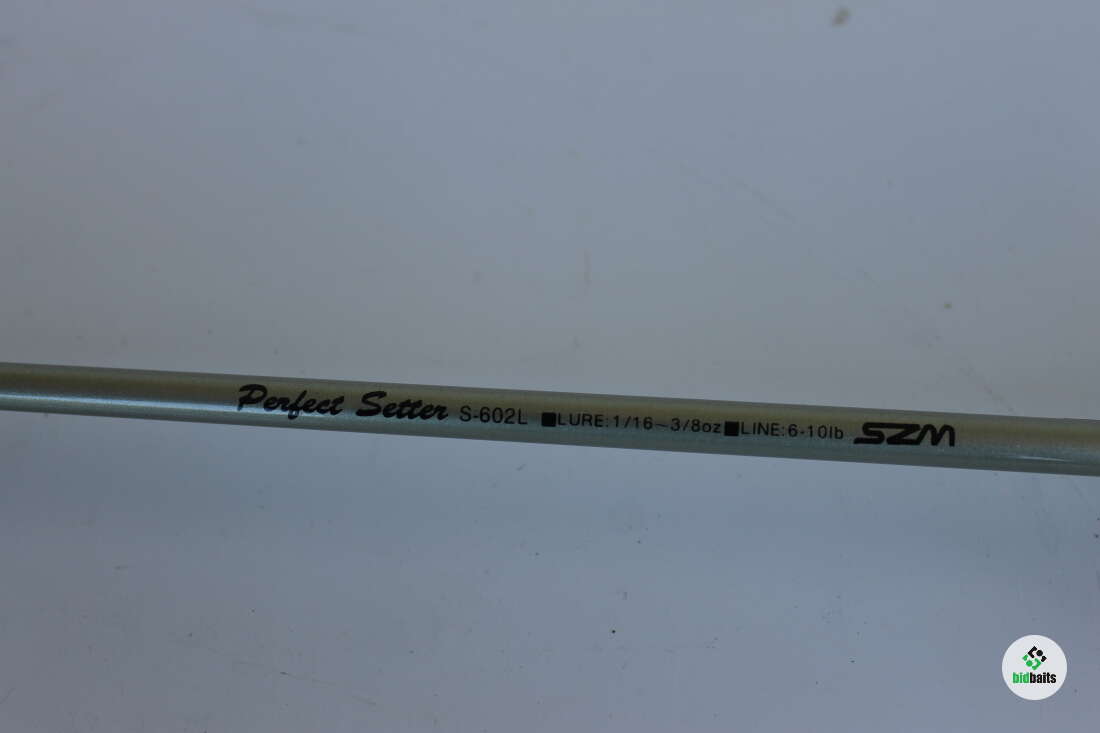 Perfect Setter S-602L ■LURE:1/16~3/8oz■LINE:6-10lb SZM
bidbaits